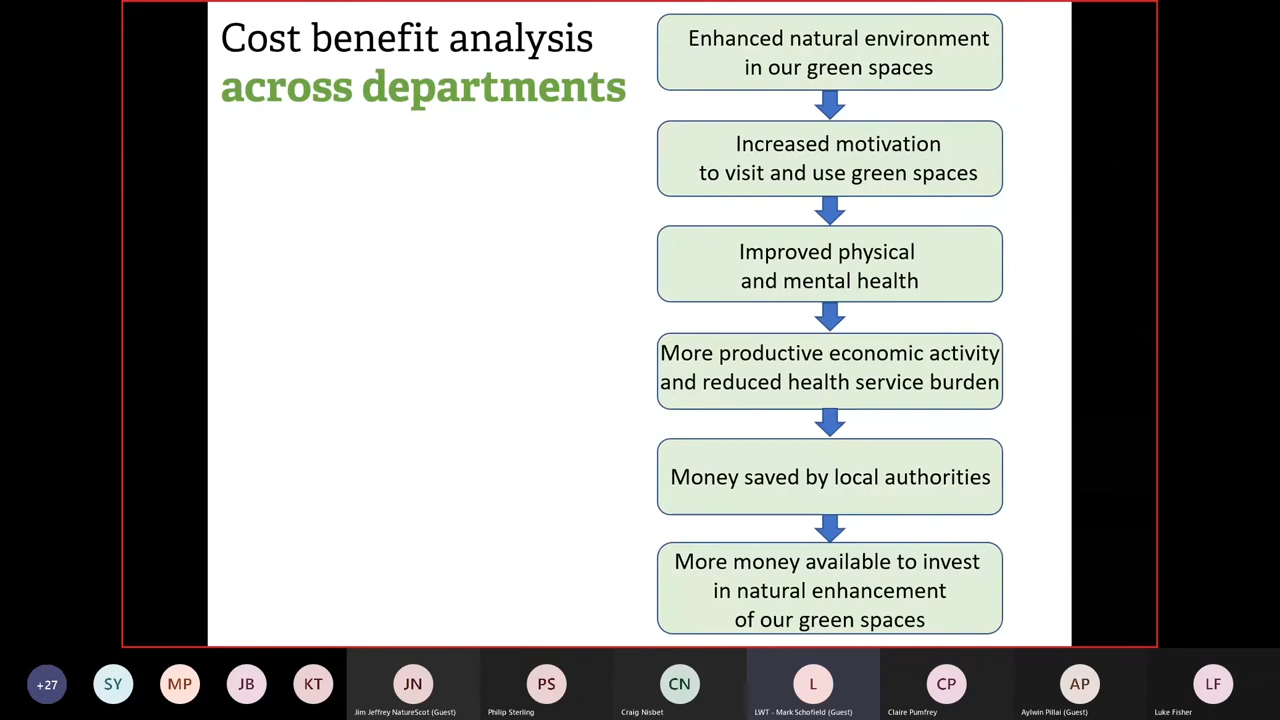 Cost benefit analysis
across departments
Enhanced natural environment
in our green spaces
Increased motivation
to visit and use green spaces
Improved physical
and mental health
More productive economic activity
and reduced health service burden
Money saved by local authorities
More money available to invest
in natural enhancement
of our green spaces
+27
SY
MP
JB
KT
JN
PS
CN
L
CP
AP
LF
Jim Jeffrey NatureScot (Guest)
Philip Sterling
Craig Nisbet
LWT - Mark Schofield (Guest)
Claire Pumfrey
Aylwin Pillai (Guest)
Luke Fisher